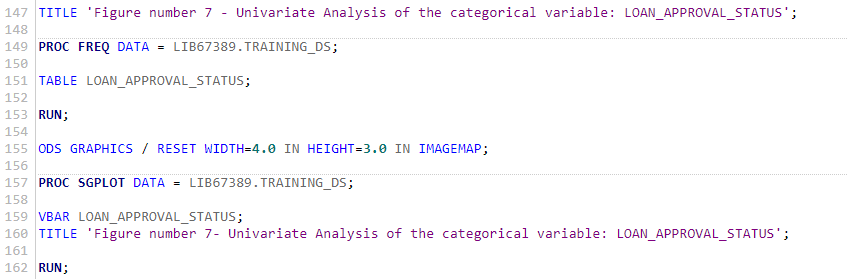 147 TITLE 'Figure number 7 - Univariate Analysis of the categorical variable: LOAN_APPROVAL_STATUS';
148
149 PROC FREQ DATA = LIB67389.TRAINING_DS;
150
151 TABLE LOAN_APPROVAL_STATUS;
152
153 RUN;
154
155 ODS GRAPHICS / RESET WIDTH=4.0 IN HEIGHT=3.0 IN IMAGEMAP;
156
157 PROC SGPLOT DATA = LIB67389.TRAINING_DS;
158
159 VBAR LOAN_APPROVAL_STATUS;
160 TITLE 'Figure number 7- Univariate Analysis of the categorical variable: LOAN_APPROVAL_STATUS';
161
162 RUN;